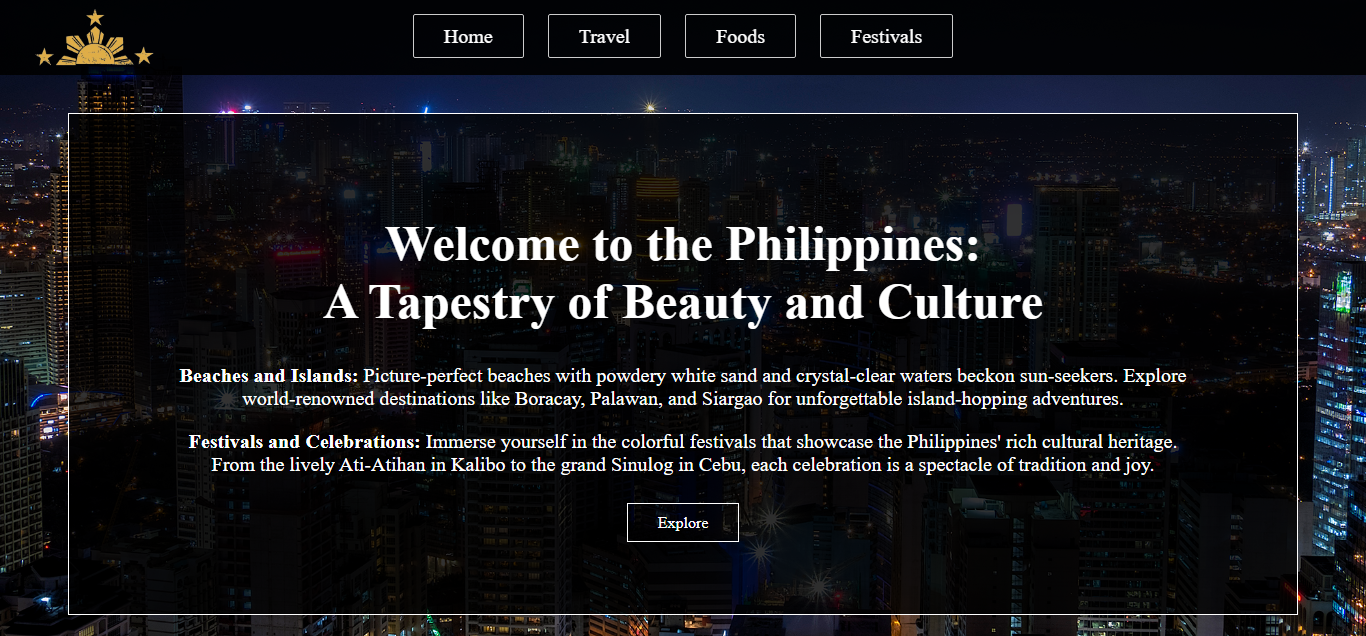 Home Travel Foods Festivals
Welcome to the Philippines:
A Tapestry of Beauty and Culture
Beaches and Islands: Picture-perfect beaches with powdery white sand and crystal-clear waters beckon sun-seekers. Explore
world-renowned destinations like Boracay, Palawan, and Siargao for unforgettable island-hopping adventures.
Festivals and Celebrations: Immerse yourself in the colorful festivals that showcase the Philippines' rich cultural heritage.
From the lively Ati-Atihan in Kalibo to the grand Sinulog in Cebu, each celebration is a spectacle of tradition and joy.
Explore